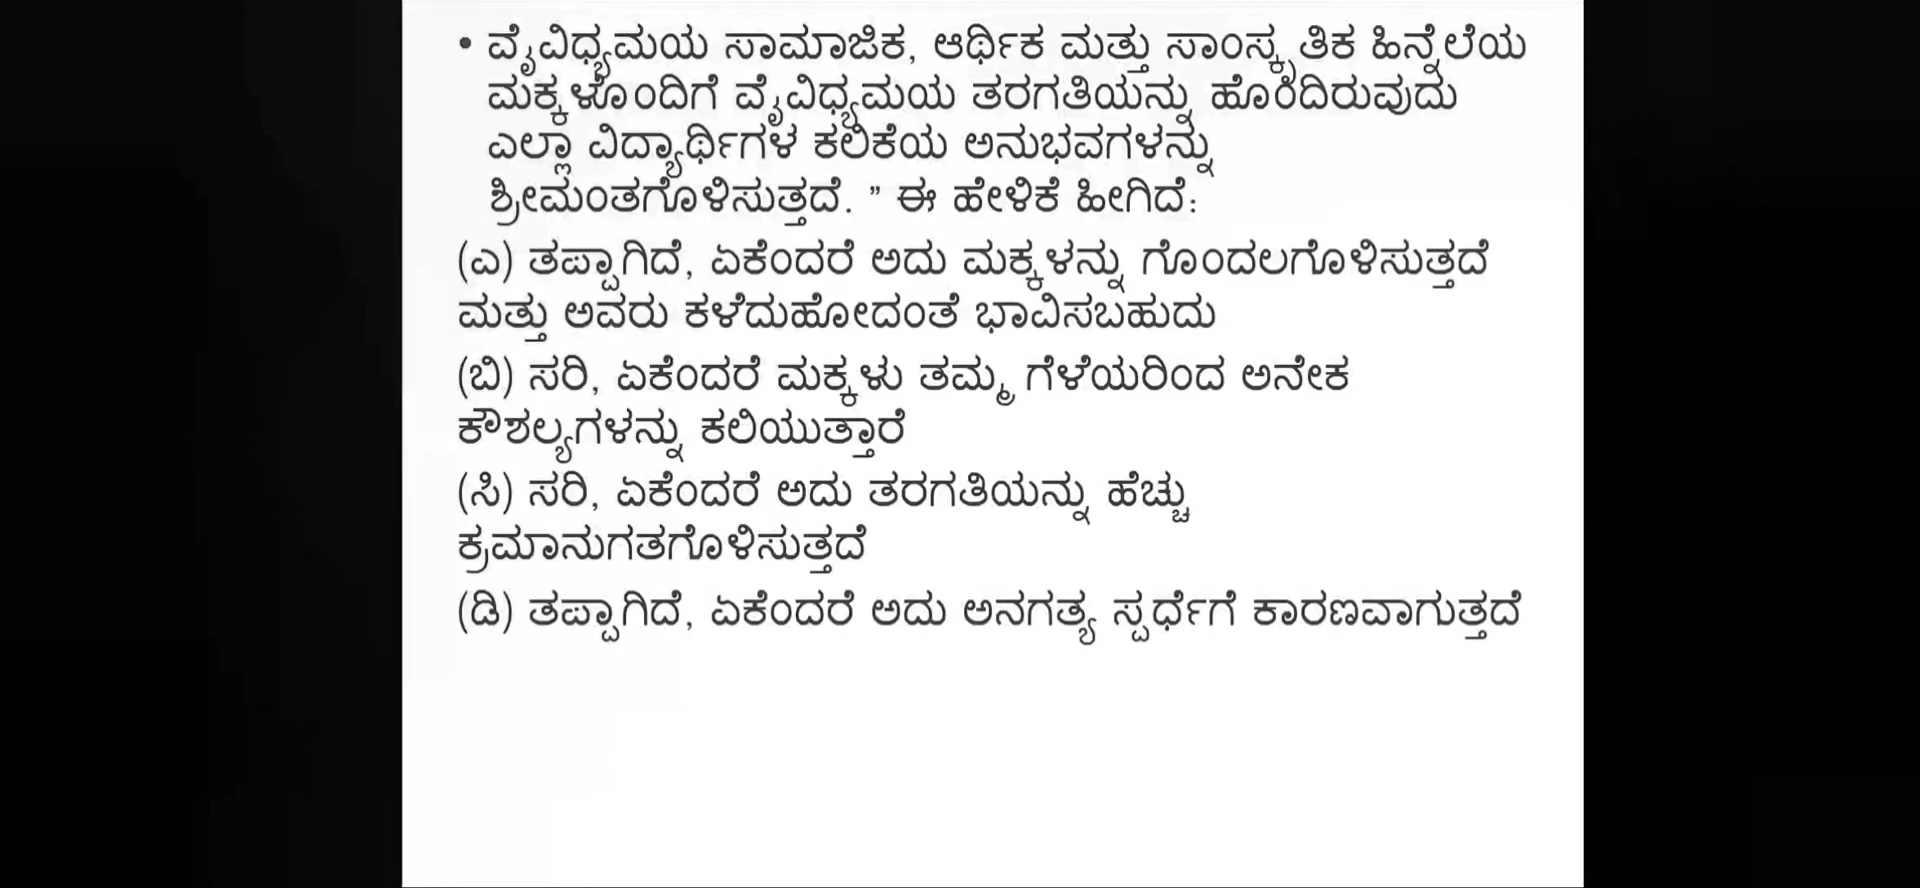 • ವೈವಿಧ್ಯಮಯ ಸಾಮಾಜಿಕ, ಆರ್ಥಿಕ ಮತ್ತು ಸಾಂಸ್ಕೃತಿಕ ಹಿನ್ನೆಲೆಯ
ಮಕ್ಕಳೊಂದಿಗೆ ವೈವಿಧ್ಯಮಯ ತರಗತಿಯನ್ನು ಹೊಂದಿರುವುದು
ಎಲ್ಲಾ ವಿದ್ಯಾರ್ಥಿಗಳ ಕಲಿಕೆಯ ಅನುಭವಗಳನ್ನು
ಶ್ರೀಮಂತಗೊಳಿಸುತ್ತದೆ. ” ಈ ಹೇಳಿಕೆ ಹೀಗಿದೆ:
(ಎ) ತಪ್ಪಾಗಿದೆ, ಏಕೆಂದರೆ ಅದು ಮಕ್ಕಳನ್ನು ಗೊಂದಲಗೊಳಿಸುತ್ತದೆ
ಮತ್ತು ಅವರು ಕಳೆದುಹೋದಂತೆ ಭಾವಿಸಬಹುದು
(ಬಿ) ಸರಿ, ಏಕೆಂದರೆ ಮಕ್ಕಳು ತಮ್ಮ ಗೆಳೆಯರಿಂದ ಅನೇಕ
ಕೌಶಲ್ಯಗಳನ್ನು ಕಲಿಯುತ್ತಾರೆ
(ಸಿ) ಸರಿ, ಏಕೆಂದರೆ ಅದು ತರಗತಿಯನ್ನು ಹೆಚ್ಚು
ಕ್ರಮಾನುಗತಗೊಳಿಸುತ್ತದೆ
(ಡಿ) ತಪ್ಪಾಗಿದೆ, ಏಕೆಂದರೆ ಅದು ಅನಗತ್ಯ ಸ್ಪರ್ಧೆಗೆ ಕಾರಣವಾಗುತ್ತದೆ